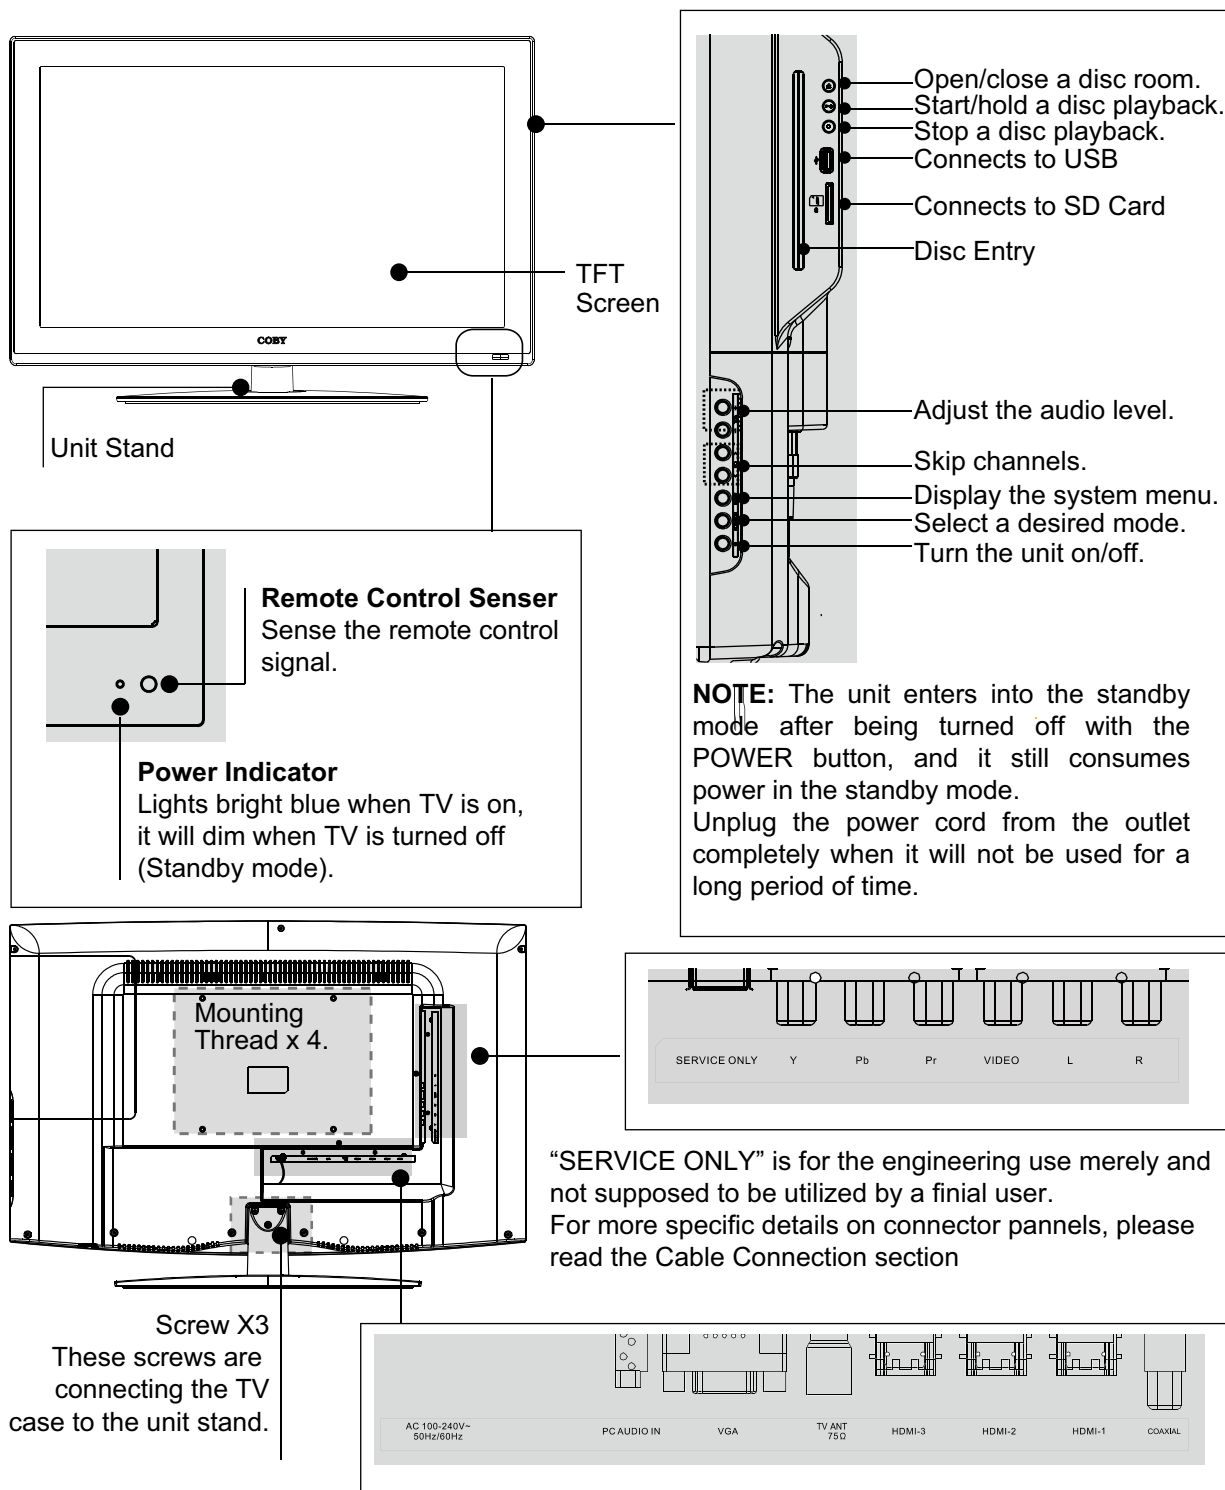 COBY
TFT
Screen
Unit Stand
Open/close a disc room.
Start/hold a disc playback.
Stop a disc playback.
Connects to USB
Connects to SD Card
Disc Entry
Adjust the audio level.
Skip channels.
Display the system menu.
Select a desired mode.
Turn the unit on/off.
NOTE: The unit enters into the standby
mode after being turned off with the
POWER button, and it still consumes
power in the standby mode.
Unplug the power cord from the outlet
completely when it will not be used for a
long period of time.
Remote Control Senser
Sense the remote control
signal.
Power Indicator
Lights bright blue when TV is on,
it will dim when TV is turned off
(Standby mode).
Mounting
Thread x 4.
SERVICE ONLY Y Pb Pr VIDEO L R
“SERVICE ONLY” is for the engineering use merely and
not supposed to be utilized by a finial user.
For more specific details on connector pannels, please
read the Cable Connection section
Screw X3
These screws are
connecting the TV
case to the unit stand.
AC 100-240V~
50Hz/60Hz
PC AUDIO IN
VGA
TV ANT
75Ω
HDMI-3
HDMI-2
HDMI-1
COAXIAL